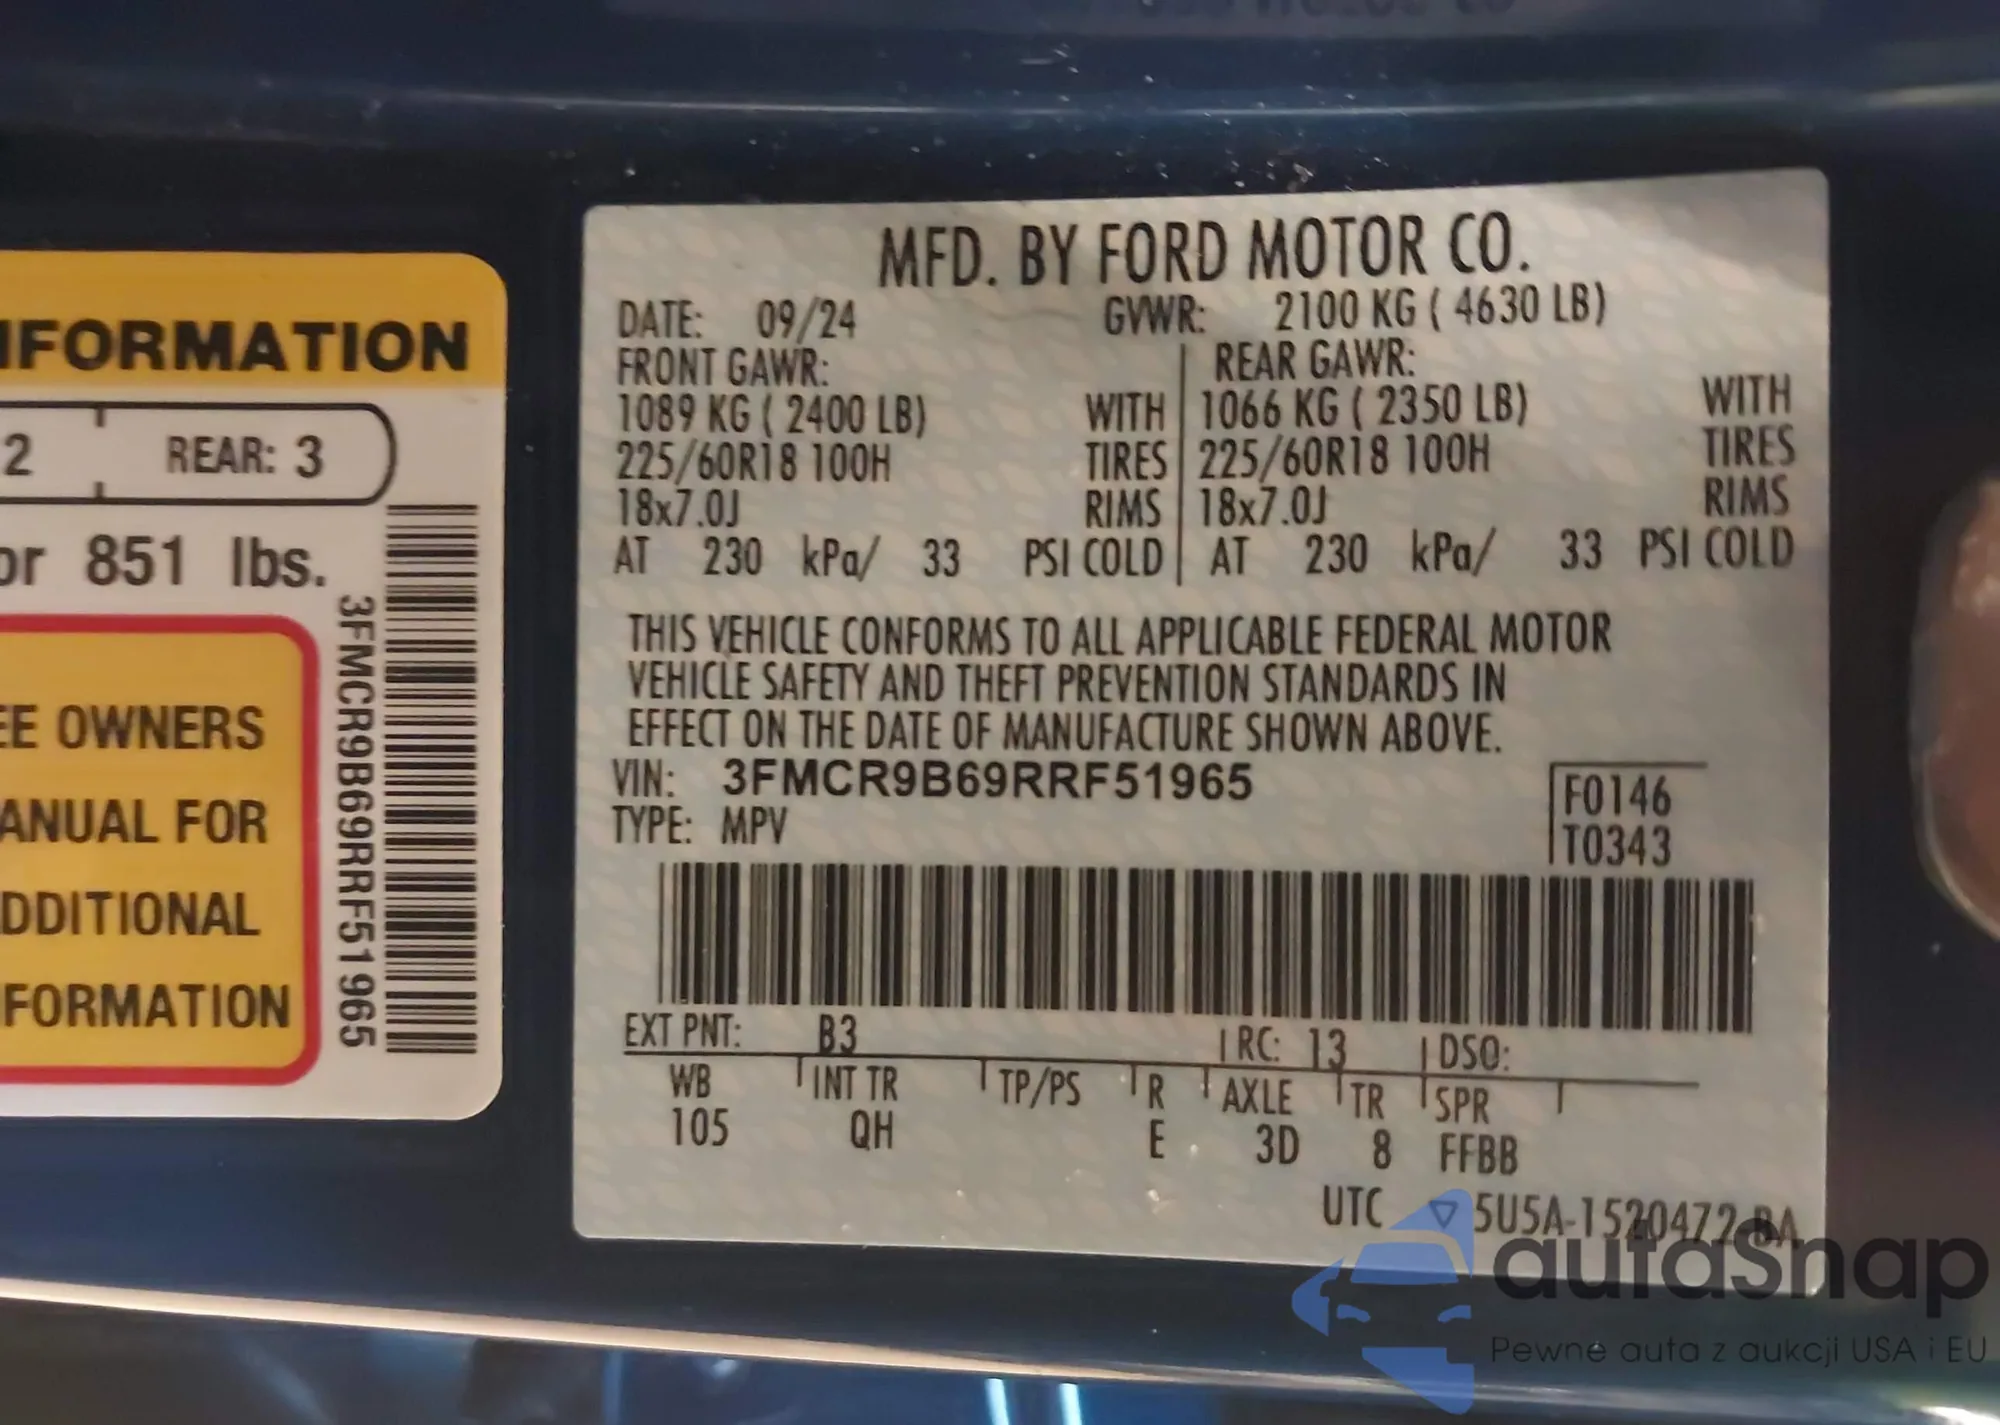 NFORMATION
2 REAR: 3
or 851 lbs.
EE OWNERS
ANUAL FOR
DDITIONAL
FORMATION
3FMCR9B69RRF51965
MFD. BY FORD MOTOR CO.
DATE: 09/24 GVWR: 2100 KG ( 4630 LB)
FRONT GAWR: REAR GAWR:
1089 KG ( 2400 LB) WITH 1066 KG ( 2350 LB) WITH
225/60R18 100H TIRES 225/60R18 100H TIRES
18x7.0J RIMS 18x7.0J RIMS
AT 230 kPa/ 33 PSI COLD AT 230 kPa/ 33 PSI COLD
THIS VEHICLE CONFORMS TO ALL APPLICABLE FEDERAL MOTOR
VEHICLE SAFETY AND THEFT PREVENTION STANDARDS IN
EFFECT ON THE DATE OF MANUFACTURE SHOWN ABOVE.
VIN: 3FMCR9B69RRF51965 F0146
TYPE: MPV T0343
EXT PNT: B3 RC: 13 DSO:
WB INT TR TP/PS R AXLE TR SPR
105 QH E 3D 8 FFBB
UTC 5U5A-1520472-BA
autaSnap
Pewne auta z aukcji USA i EU